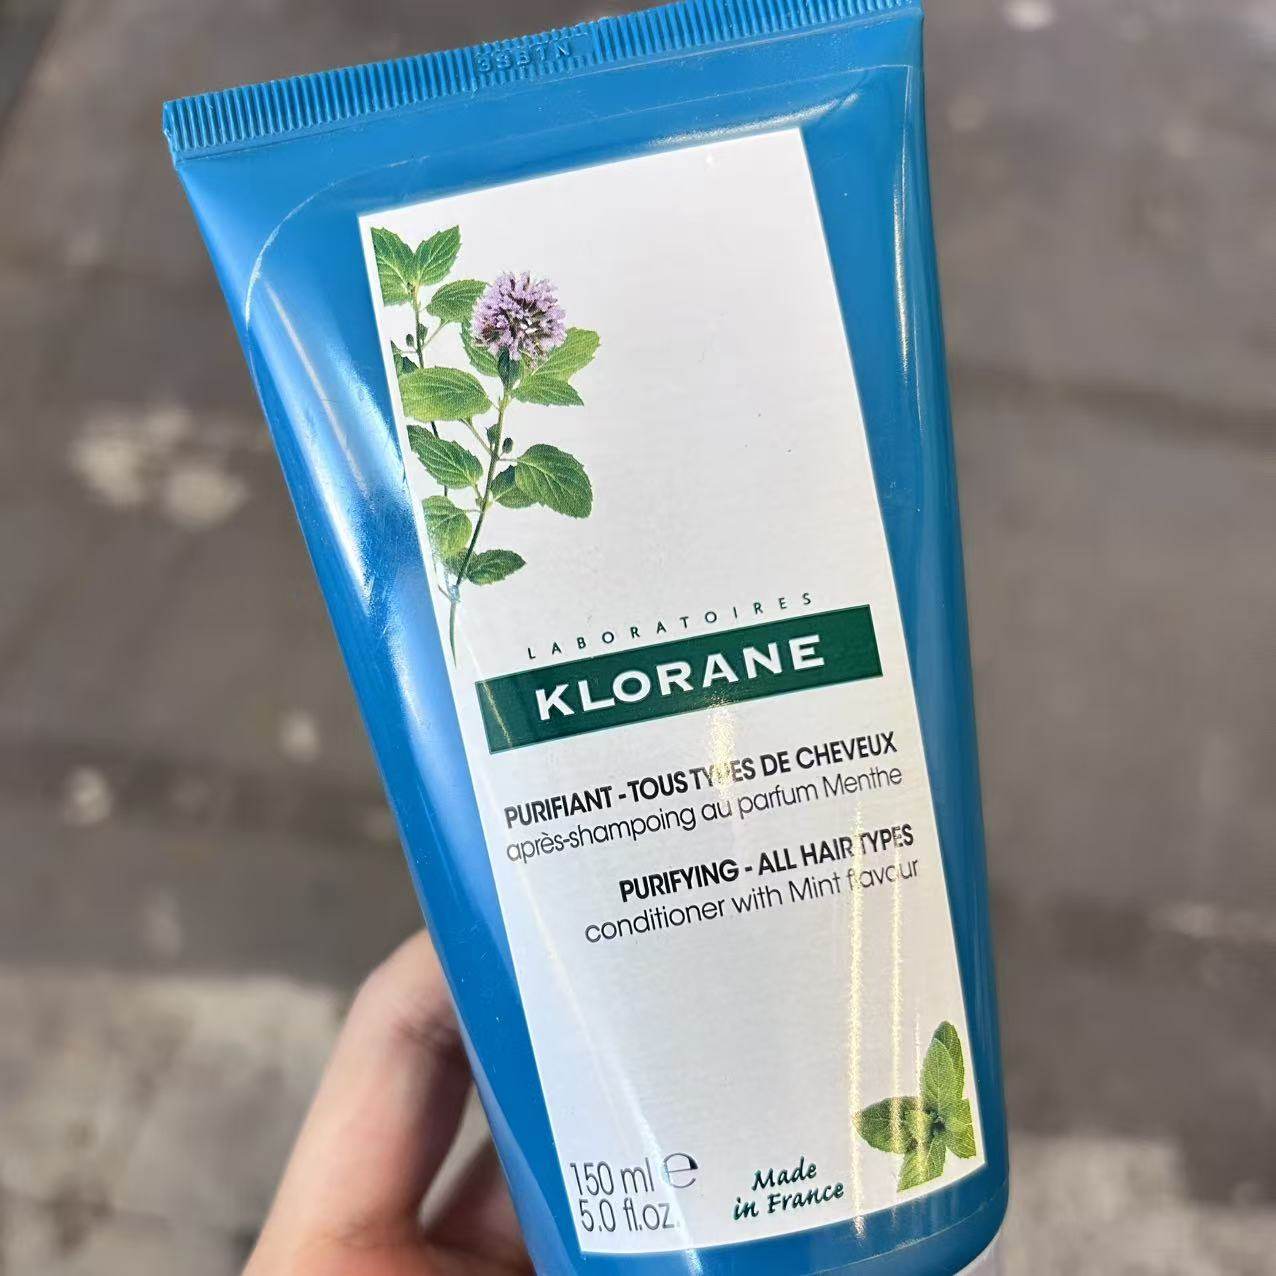 LABORATOIRES
KLORANE
PURIFIANT - TOUS TYPES DE CHEVEUX
après-shampoing au parfum Menthe
PURIFYING - ALL HAIR TYPES
conditioner with Mint flavour
150 ml ℮
5.0 fl.oz.
Made
in France